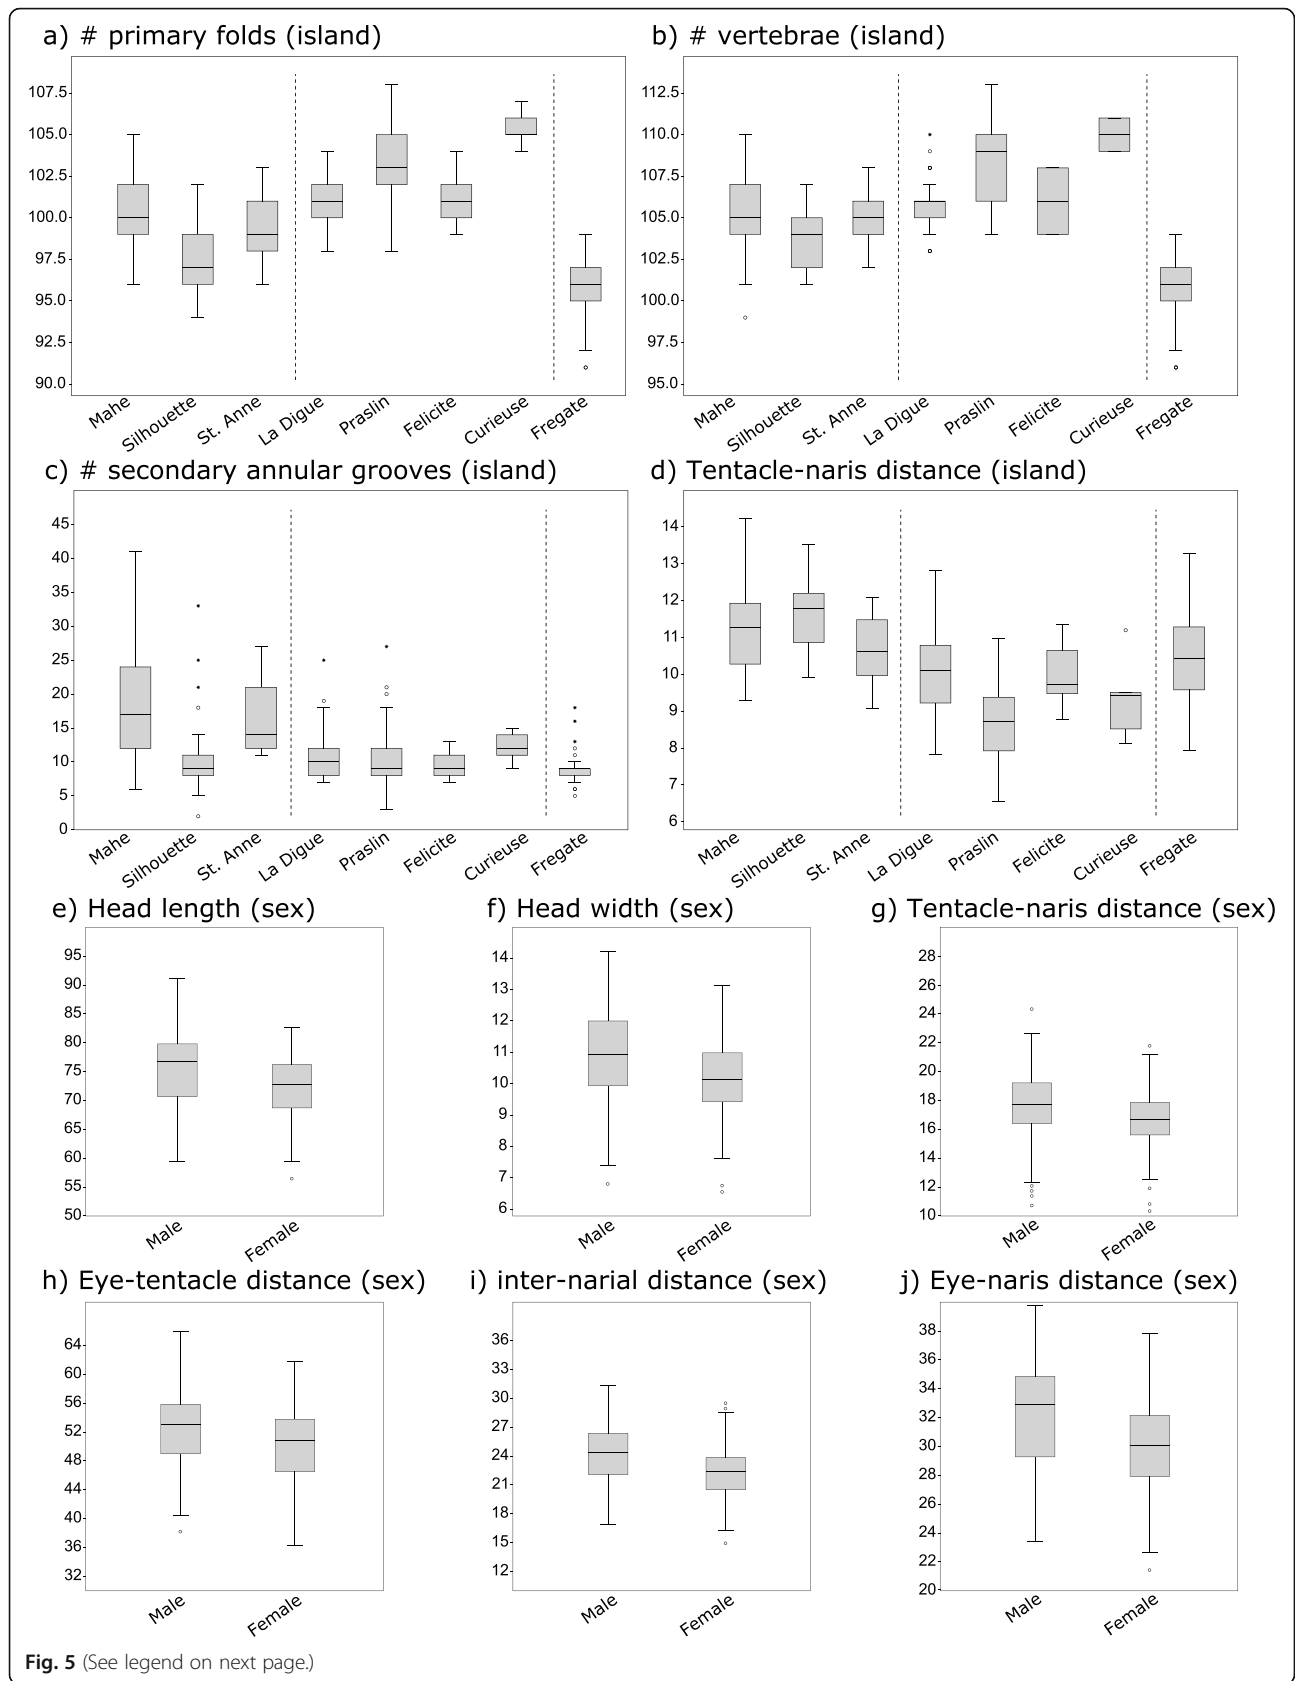 a) # primary folds (island)
107.5
105.0
102.5
100.0
97.5
95.0
92.5
90.0
Mahe
Silhouette
St. Anne
La Digue
Praslin
Felicite
Curieuse
Fregate
b) # vertebrae (island)
112.5
110.0
107.5
105.0
102.5
100.0
97.5
95.0
Mahe
Silhouette
St. Anne
La Digue
Praslin
Felicite
Curieuse
Fregate
c) # secondary annular grooves (island)
45
40
35
30
25
20
15
10
5
0
Mahe
Silhouette
St. Anne
La Digue
Praslin
Felicite
Curieuse
Fregate
d) Tentacle-naris distance (island)
14
13
12
11
10
9
8
7
6
Mahe
Silhouette
St. Anne
La Digue
Praslin
Felicite
Curieuse
Fregate
e) Head length (sex)
95
90
85
80
75
70
65
60
55
50
Male
Female
f) Head width (sex)
14
13
12
11
10
9
8
7
6
Male
Female
g) Tentacle-naris distance (sex)
28
24
22
20
18
16
14
12
10
Male
Female
h) Eye-tentacle distance (sex)
64
60
56
52
48
44
40
36
32
Male
Female
i) inter-narial distance (sex)
36
33
30
27
24
21
18
15
12
Male
Female
j) Eye-naris distance (sex)
38
36
34
32
30
28
26
24
22
20
Male
Female
Fig. 5 (See legend on next page.)